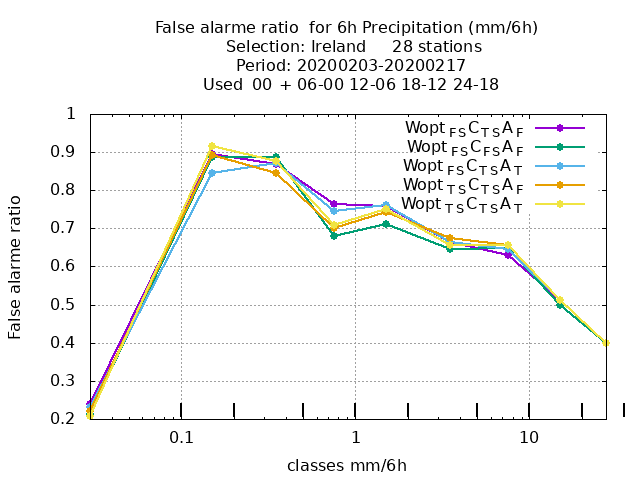 False alarme ratio  for 6h Precipitation (mm/6h)
Selection: Ireland     28 stations
Period: 20200203-20200217
Used  00  + 06-00 12-06 18-12 24-18
Wopt FS C TS A F
Wopt FS C FS A F
Wopt FS C TS A T
Wopt TS C TS A F
Wopt TS C TS A T
False alarme ratio
1
0.9
0.8
0.7
0.6
0.5
0.4
0.3
0.2
0.1
1
10
classes mm/6h